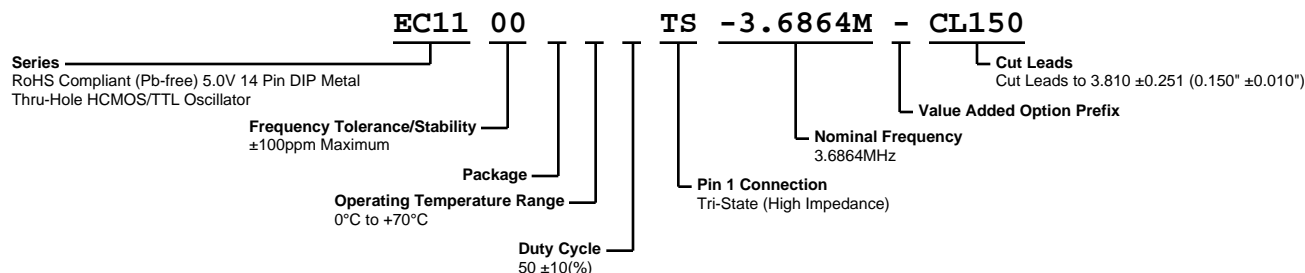 EC11 00 TS -3.6864M - CL150
Series
RoHS Compliant (Pb-free) 5.0V 14 Pin DIP Metal
Thru-Hole HCMOS/TTL Oscillator
Frequency Tolerance/Stability
±100ppm Maximum
Package
Operating Temperature Range
0°C to +70°C
Duty Cycle
50 ±10(%)
Pin 1 Connection
Tri-State (High Impedance)
Nominal Frequency
3.6864MHz
Value Added Option Prefix
Cut Leads
Cut Leads to 3.810 ±0.251 (0.150" ±0.010")